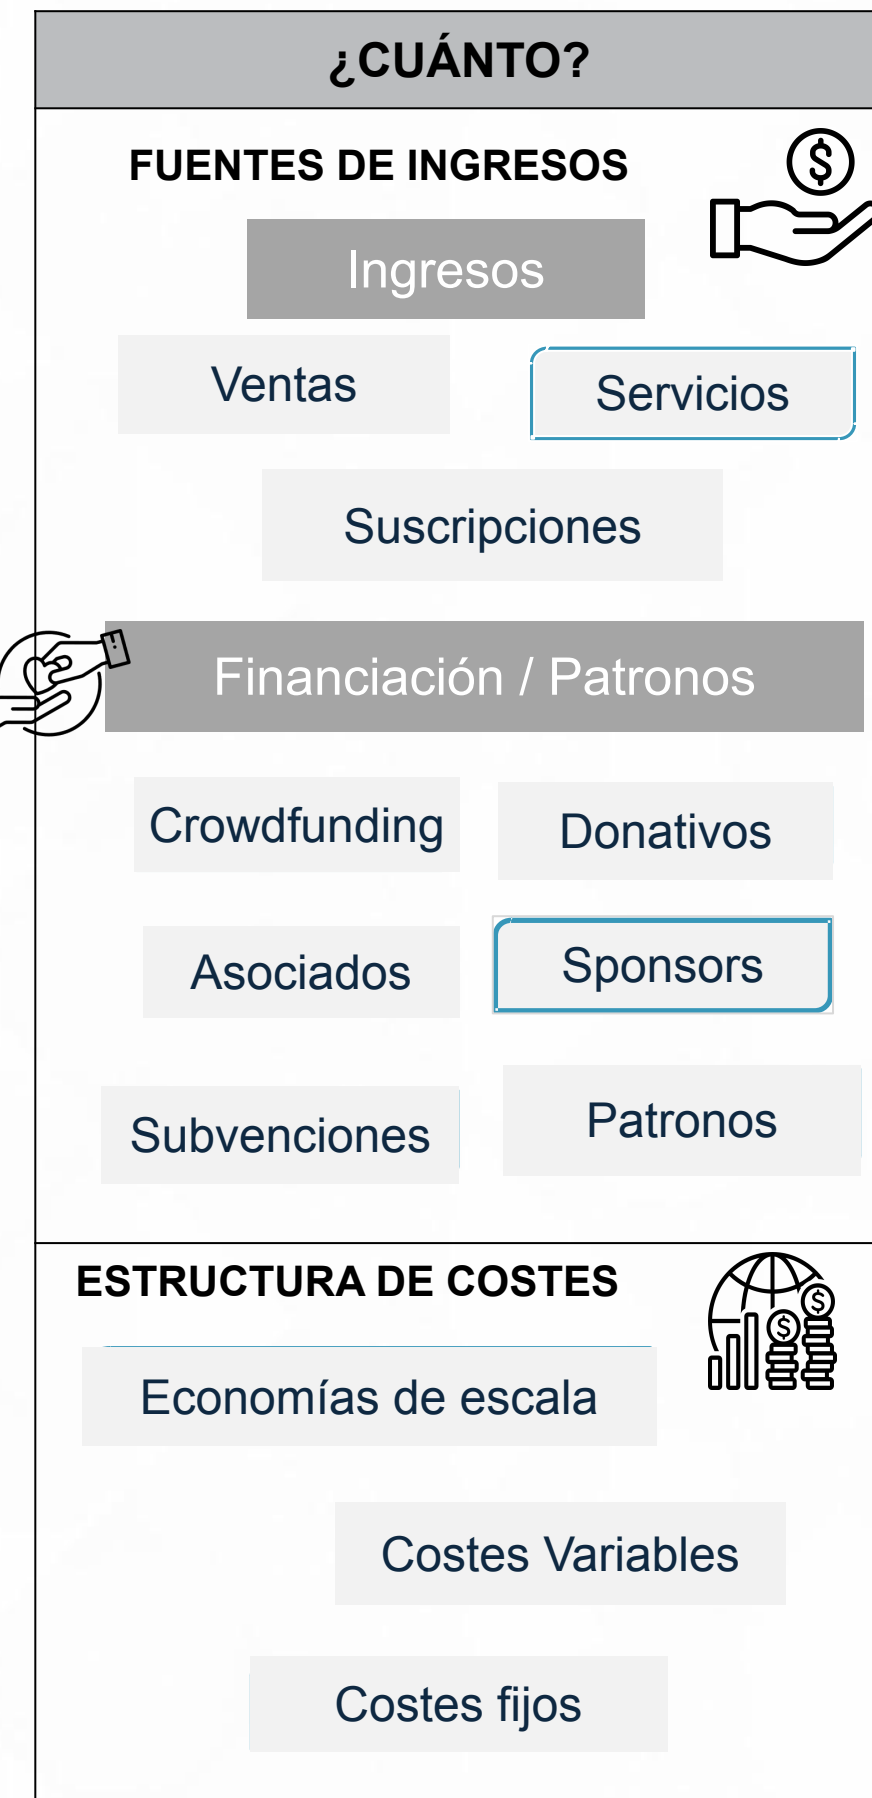 ¿CUÁNTO?
FUENTES DE INGRESOS
Ingresos
Ventas
Servicios
Suscripciones
Financiación / Patronos
Crowdfunding
Donativos
Asociados
Sponsors
Subvenciones
Patronos
ESTRUCTURA DE COSTES
Economías de escala
Costes Variables
Costes fijos